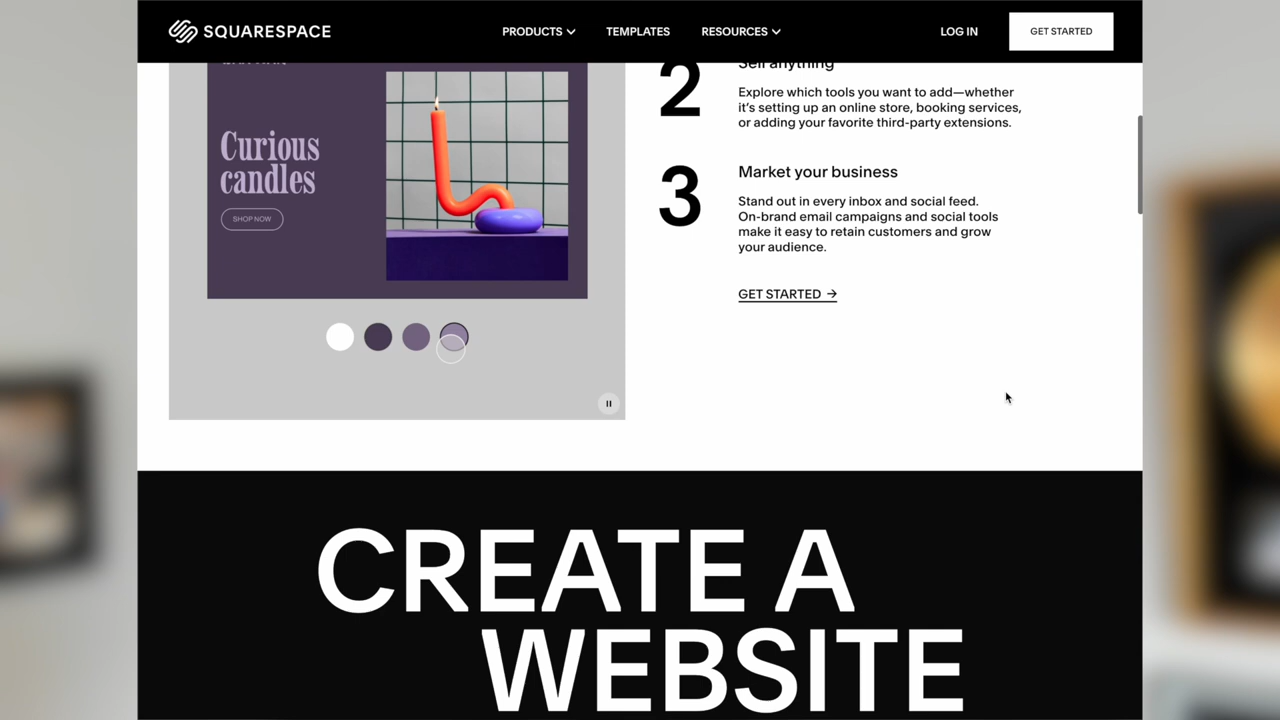 SQUARESPACE
PRODUCTS
TEMPLATES
RESOURCES
LOG IN
GET STARTED
Curious
candles
SHOP NOW
2
Sell anything
Explore which tools you want to add—whether
it's setting up an online store, booking services,
or adding your favorite third-party extensions.
3
Market your business
Stand out in every inbox and social feed.
On-brand email campaigns and social tools
make it easy to retain customers and grow
your audience.
GET STARTED →
CREATE A
WEBSITE